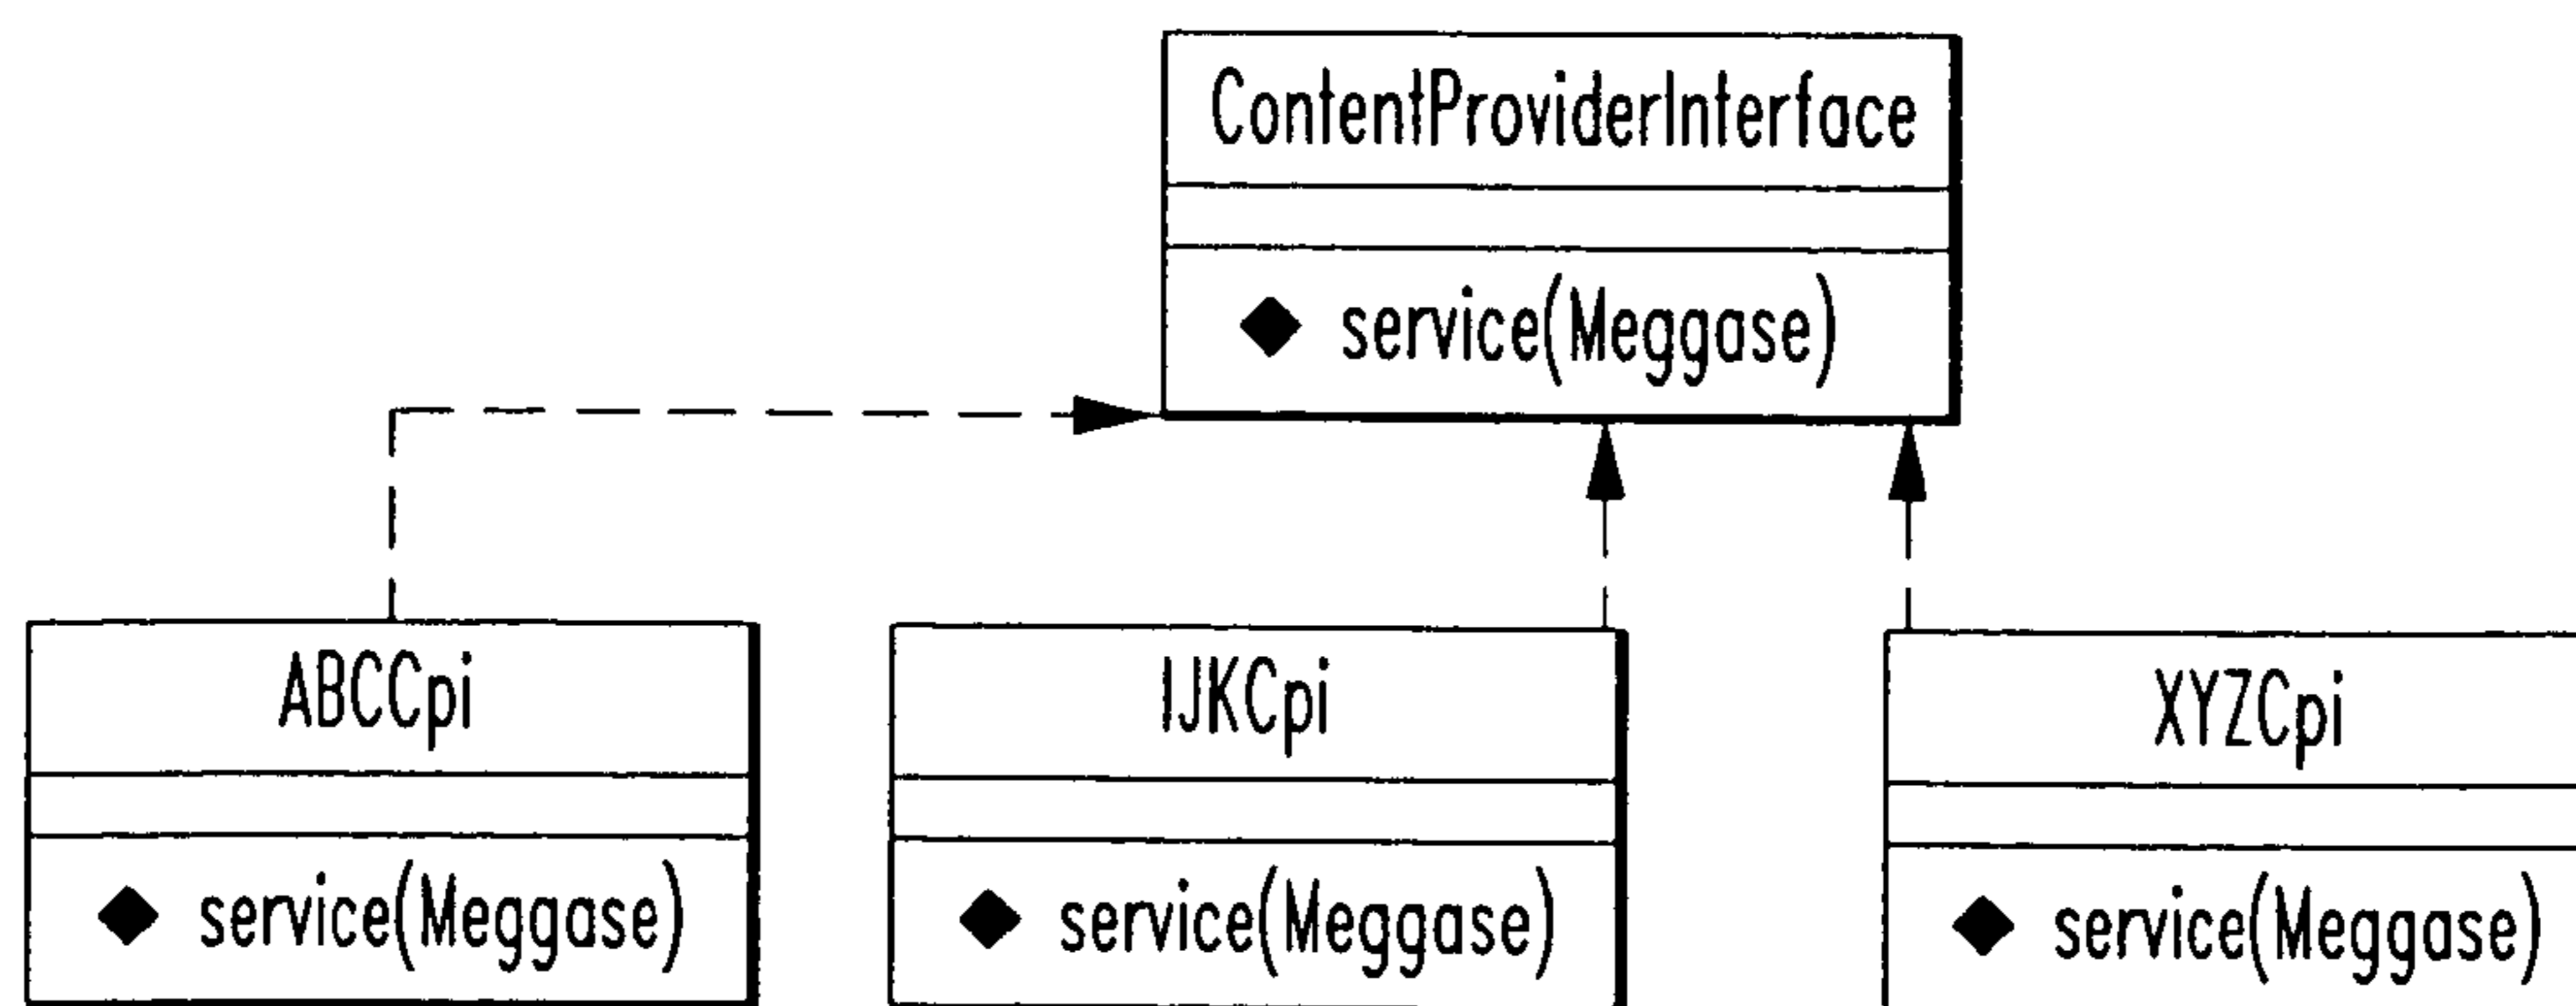 ContentProviderInterface
service(Meggase)
ABCCpi
IJKCpi
XYZCpi
service(Meggase)
service(Meggase)
service(Meggase)